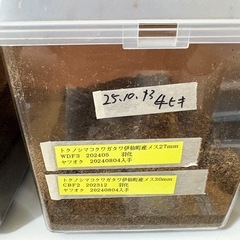 25.10.13
4ヒキ
トクノシマコクワガタワ伊仙町産メス27mm
WDF3 202405 羽化
ヤフオク 20240804入手
トクノシマコクワガタワ伊仙町産メス30mm
CBF2 202312 羽化
ヤフオク 20240804入手